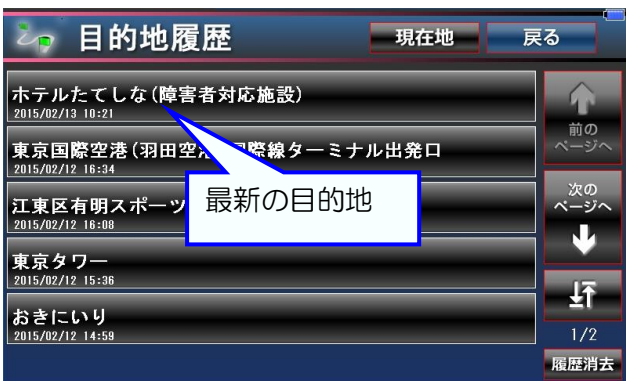 目的地履歴
現在地
戻る
ホテルたてしな(障害者対応施設)
2015/02/13 10:21
東京国際空港(羽田空 際線ターミナル出発口
2015/02/12 16:34
江東区有明スポーツ
2015/02/12 16:08
東京タワー
2015/02/12 15:36
おきにいり
2015/02/12 14:59
最新の目的地
前の
ページへ
次の
ページへ
1/2
履歴消去